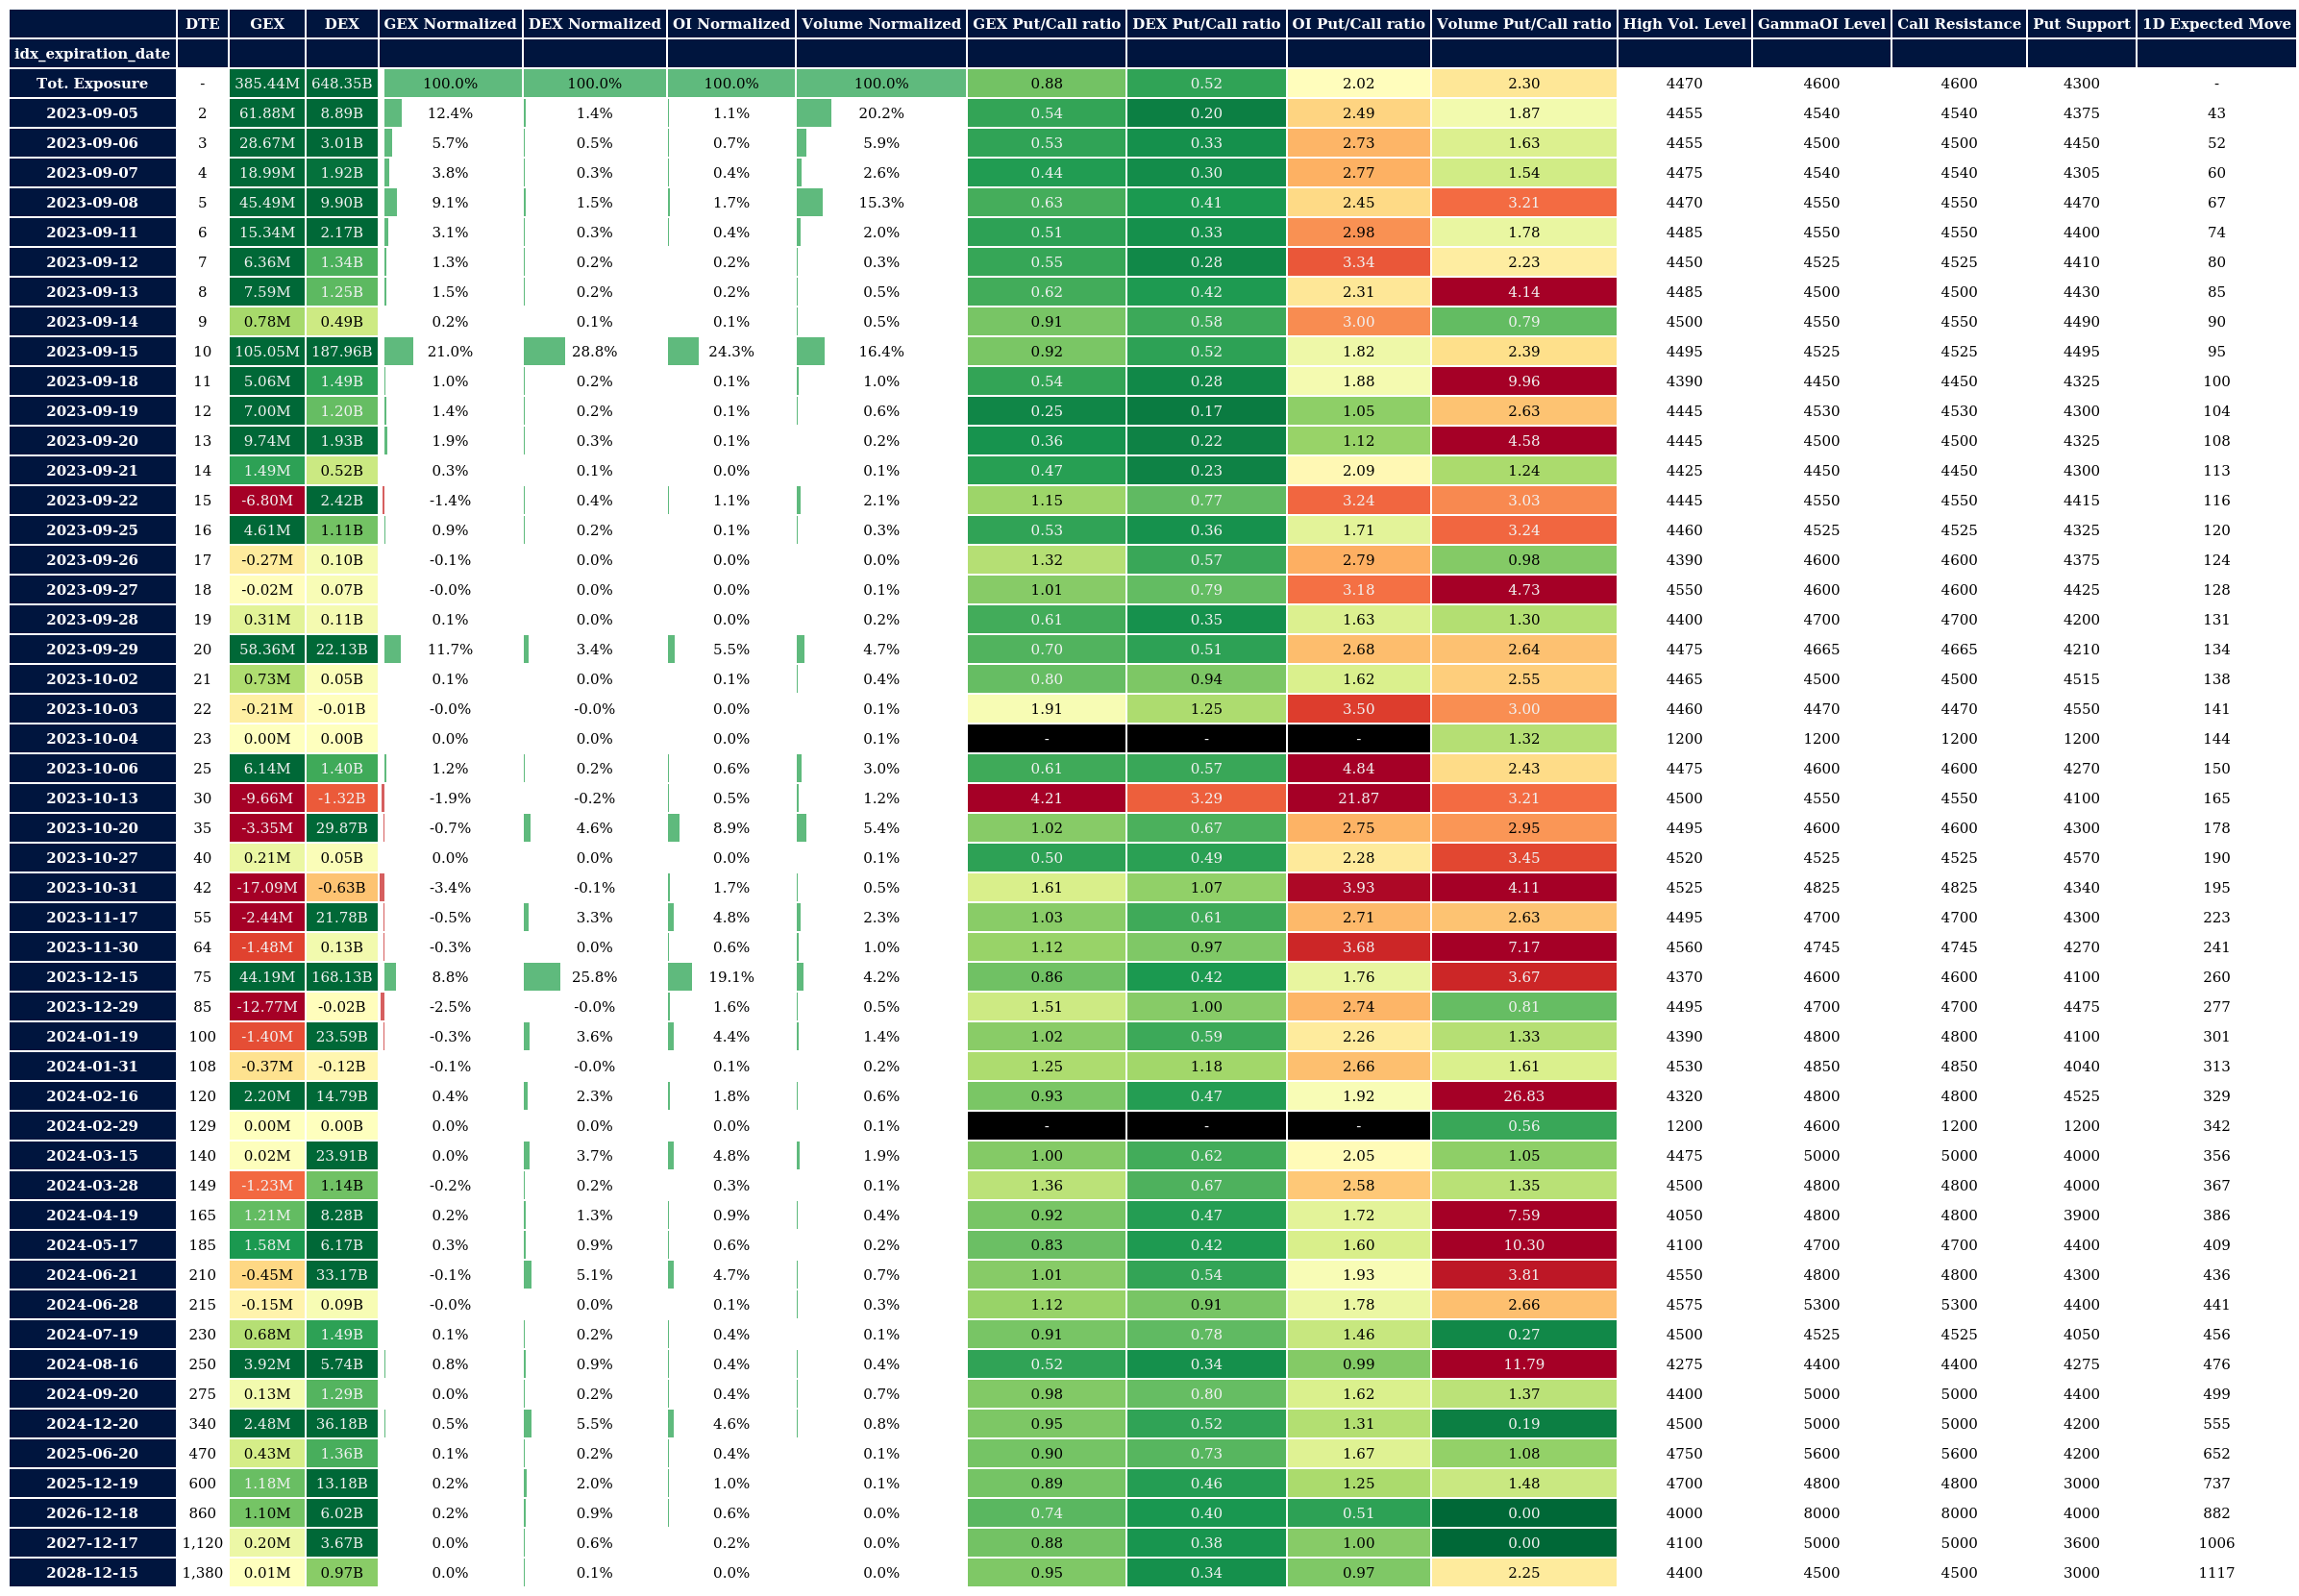 DTE GEX DEX GEX Normalized DEX Normalized OI Normalized Volume Normalized GEX Put/Call ratio DEX Put/Call ratio OI Put/Call ratio Volume Put/Call ratio High Vol. Level GammaOI Level Call Resistance Put Support 1D Expected Move
idx_expiration_date
Tot. Exposure - 385.44M 648.35B 100.0% 100.0% 100.0% 100.0% 0.88 0.52 2.02 2.30 4470 4600 4600 4300 -
2023-09-05 2 61.88M 8.89B 12.4% 1.4% 1.1% 20.2% 0.54 0.20 2.49 1.87 4455 4540 4540 4375 43
2023-09-06 3 28.67M 3.01B 5.7% 0.5% 0.7% 5.9% 0.53 0.33 2.73 1.63 4455 4500 4500 4450 52
2023-09-07 4 18.99M 1.92B 3.8% 0.3% 0.4% 2.6% 0.44 0.30 2.77 1.54 4475 4540 4540 4305 60
2023-09-08 5 45.49M 9.90B 9.1% 1.5% 1.7% 15.3% 0.63 0.41 2.45 3.21 4470 4550 4550 4470 67
2023-09-11 6 15.34M 2.17B 3.1% 0.3% 0.4% 2.0% 0.51 0.33 2.98 1.78 4485 4550 4550 4400 74
2023-09-12 7 6.36M 1.34B 1.3% 0.2% 0.2% 0.3% 0.55 0.28 3.34 2.23 4450 4525 4525 4410 80
2023-09-13 8 7.59M 1.25B 1.5% 0.2% 0.2% 0.5% 0.62 0.42 2.31 4.14 4485 4500 4500 4430 85
2023-09-14 9 0.78M 0.49B 0.2% 0.1% 0.1% 0.5% 0.91 0.58 3.00 0.79 4500 4550 4550 4490 90
2023-09-15 10 105.05M 187.96B 21.0% 28.8% 24.3% 16.4% 0.92 0.52 1.82 2.39 4495 4525 4525 4495 95
2023-09-18 11 5.06M 1.49B 1.0% 0.2% 0.1% 1.0% 0.54 0.28 1.88 9.96 4390 4450 4450 4325 100
2023-09-19 12 7.00M 1.20B 1.4% 0.2% 0.1% 0.6% 0.25 0.17 1.05 2.63 4445 4530 4530 4300 104
2023-09-20 13 9.74M 1.93B 1.9% 0.3% 0.1% 0.2% 0.36 0.22 1.12 4.58 4445 4500 4500 4325 108
2023-09-21 14 1.49M 0.52B 0.3% 0.1% 0.0% 0.1% 0.47 0.23 2.09 1.24 4425 4450 4450 4300 113
2023-09-22 15 -6.80M 2.42B -1.4% 0.4% 1.1% 2.1% 1.15 0.77 3.24 3.03 4445 4550 4550 4415 116
2023-09-25 16 4.61M 1.11B 0.9% 0.2% 0.1% 0.3% 0.53 0.36 1.71 3.24 4460 4525 4525 4325 120
2023-09-26 17 -0.27M 0.10B -0.1% 0.0% 0.0% 0.0% 1.32 0.57 2.79 0.98 4390 4600 4600 4375 124
2023-09-27 18 -0.02M 0.07B -0.0% 0.0% 0.0% 0.1% 1.01 0.79 3.18 4.73 4550 4600 4600 4425 128
2023-09-28 19 0.31M 0.11B 0.1% 0.0% 0.0% 0.2% 0.61 0.35 1.63 1.30 4400 4700 4700 4200 131
2023-09-29 20 58.36M 22.13B 11.7% 3.4% 5.5% 4.7% 0.70 0.51 2.68 2.64 4475 4665 4665 4210 134
2023-10-02 21 0.73M 0.05B 0.1% 0.0% 0.1% 0.4% 0.80 0.94 1.62 2.55 4465 4500 4500 4515 138
2023-10-03 22 -0.21M -0.01B -0.0% -0.0% 0.0% 0.1% 1.91 1.25 3.50 3.00 4460 4470 4470 4550 141
2023-10-04 23 0.00M 0.00B 0.0% 0.0% 0.0% 0.1% - - - 1.32 1200 1200 1200 1200 144
2023-10-06 25 6.14M 1.40B 1.2% 0.2% 0.6% 3.0% 0.61 0.57 4.84 2.43 4475 4600 4600 4270 150
2023-10-13 30 -9.66M -1.32B -1.9% -0.2% 0.5% 1.2% 4.21 3.29 21.87 3.21 4500 4550 4550 4100 165
2023-10-20 35 -3.35M 29.87B -0.7% 4.6% 8.9% 5.4% 1.02 0.67 2.75 2.95 4495 4600 4600 4300 178
2023-10-27 40 0.21M 0.05B 0.0% 0.0% 0.0% 0.1% 0.50 0.49 2.28 3.45 4520 4525 4525 4570 190
2023-10-31 42 -17.09M -0.63B -3.4% -0.1% 1.7% 0.5% 1.61 1.07 3.93 4.11 4525 4825 4825 4340 195
2023-11-17 55 -2.44M 21.78B -0.5% 3.3% 4.8% 2.3% 1.03 0.61 2.71 2.63 4495 4700 4700 4300 223
2023-11-30 64 -1.48M 0.13B -0.3% 0.0% 0.6% 1.0% 1.12 0.97 3.68 7.17 4560 4745 4745 4270 241
2023-12-15 75 44.19M 168.13B 8.8% 25.8% 19.1% 4.2% 0.86 0.42 1.76 3.67 4370 4600 4600 4100 260
2023-12-29 85 -12.77M -0.02B -2.5% -0.0% 1.6% 0.5% 1.51 1.00 2.74 0.81 4495 4700 4700 4475 277
2024-01-19 100 -1.40M 23.59B -0.3% 3.6% 4.4% 1.4% 1.02 0.59 2.26 1.33 4390 4800 4800 4100 301
2024-01-31 108 -0.37M -0.12B -0.1% -0.0% 0.1% 0.2% 1.25 1.18 2.66 1.61 4530 4850 4850 4040 313
2024-02-16 120 2.20M 14.79B 0.4% 2.3% 1.8% 0.6% 0.93 0.47 1.92 26.83 4320 4800 4800 4525 329
2024-02-29 129 0.00M 0.00B 0.0% 0.0% 0.0% 0.1% - - - 0.56 1200 4600 1200 1200 342
2024-03-15 140 0.02M 23.91B 0.0% 3.7% 4.8% 1.9% 1.00 0.62 2.05 1.05 4475 5000 5000 4000 356
2024-03-28 149 -1.23M 1.14B -0.2% 0.2% 0.3% 0.1% 1.36 0.67 2.58 1.35 4500 4800 4800 4000 367
2024-04-19 165 1.21M 8.28B 0.2% 1.3% 0.9% 0.4% 0.92 0.47 1.72 7.59 4050 4800 4800 3900 386
2024-05-17 185 1.58M 6.17B 0.3% 0.9% 0.6% 0.2% 0.83 0.42 1.60 10.30 4100 4700 4700 4400 409
2024-06-21 210 -0.45M 33.17B -0.1% 5.1% 4.7% 0.7% 1.01 0.54 1.93 3.81 4550 4800 4800 4300 436
2024-06-28 215 -0.15M 0.09B -0.0% 0.0% 0.1% 0.3% 1.12 0.91 1.78 2.66 4575 5300 5300 4400 441
2024-07-19 230 0.68M 1.49B 0.1% 0.2% 0.4% 0.1% 0.91 0.78 1.46 0.27 4500 4525 4525 4050 456
2024-08-16 250 3.92M 5.74B 0.8% 0.9% 0.4% 0.4% 0.52 0.34 0.99 11.79 4275 4400 4400 4275 476
2024-09-20 275 0.13M 1.29B 0.0% 0.2% 0.4% 0.7% 0.98 0.80 1.62 1.37 4400 5000 5000 4400 499
2024-12-20 340 2.48M 36.18B 0.5% 5.5% 4.6% 0.8% 0.95 0.52 1.31 0.19 4500 5000 5000 4200 555
2025-06-20 470 0.43M 1.36B 0.1% 0.2% 0.4% 0.1% 0.90 0.73 1.67 1.08 4750 5600 5600 4200 652
2025-12-19 600 1.18M 13.18B 0.2% 2.0% 1.0% 0.1% 0.89 0.46 1.25 1.48 4700 4800 4800 3000 737
2026-12-18 860 1.10M 6.02B 0.2% 0.9% 0.6% 0.0% 0.74 0.40 0.51 0.00 4000 8000 8000 4000 882
2027-12-17 1,120 0.20M 3.67B 0.0% 0.6% 0.2% 0.0% 0.88 0.38 1.00 0.00 4100 5000 5000 3600 1006
2028-12-15 1,380 0.01M 0.97B 0.0% 0.1% 0.0% 0.0% 0.95 0.34 0.97 2.25 4400 4500 4500 3000 1117